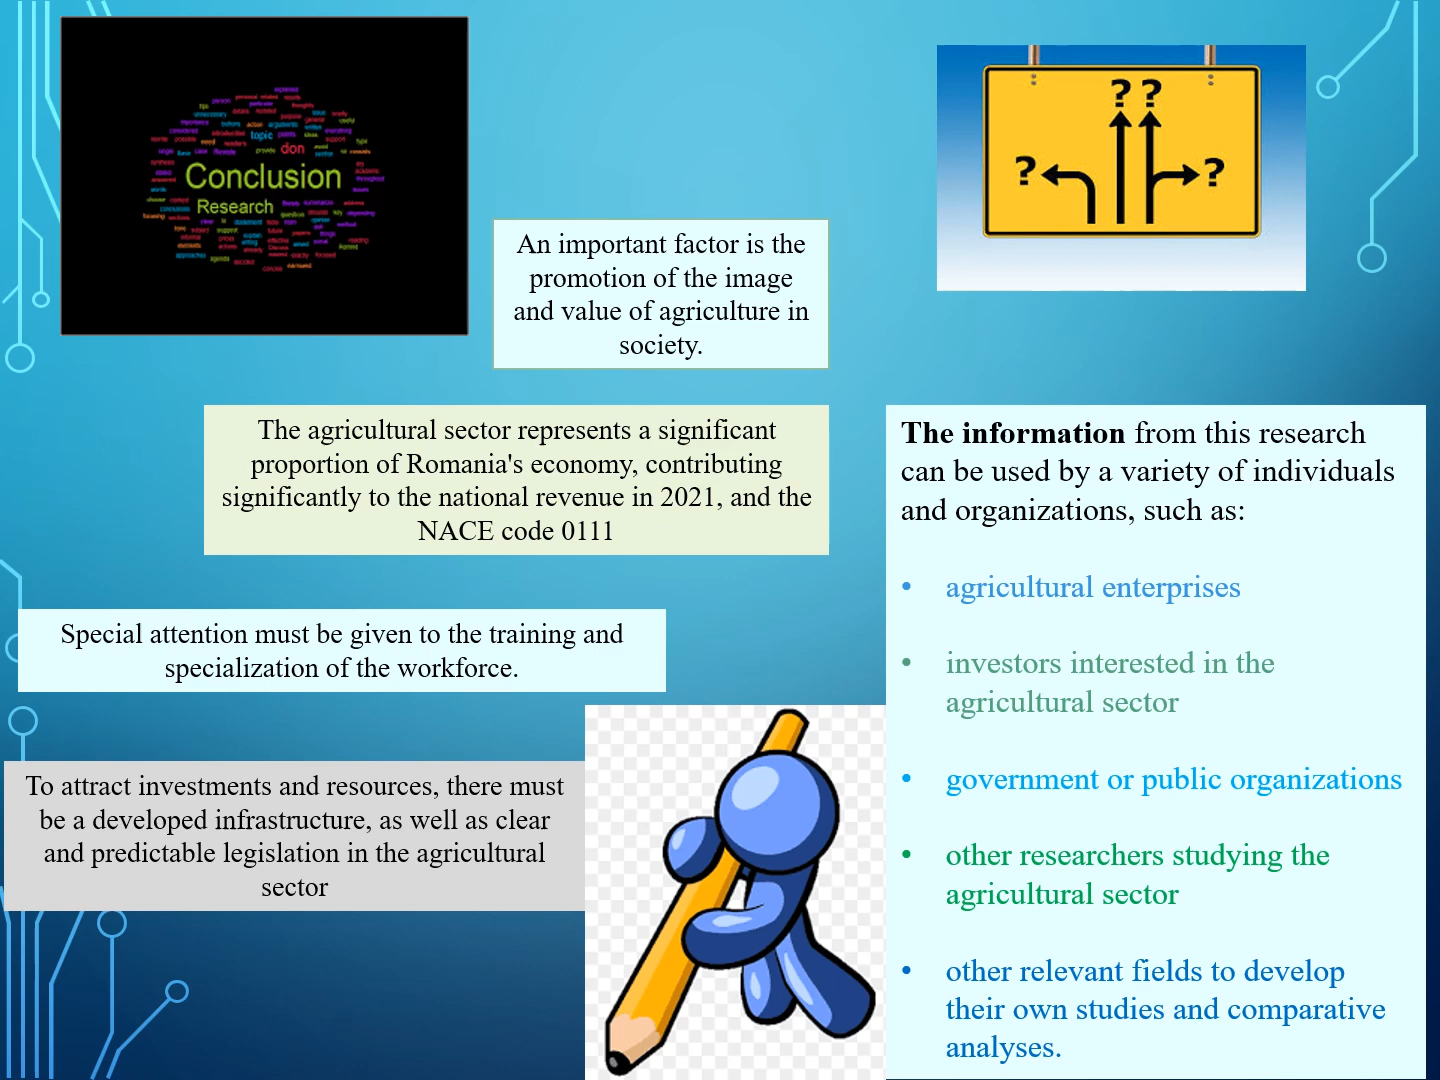 topic
don
Conclusion
Research
? ?
? ?
An important factor is the
promotion of the image
and value of agriculture in
society.
The agricultural sector represents a significant
proportion of Romania's economy, contributing
significantly to the national revenue in 2021, and the
NACE code 0111
Special attention must be given to the training and
specialization of the workforce.
To attract investments and resources, there must
be a developed infrastructure, as well as clear
and predictable legislation in the agricultural
sector
The information from this research
can be used by a variety of individuals
and organizations, such as:
• agricultural enterprises
• investors interested in the
agricultural sector
• government or public organizations
• other researchers studying the
agricultural sector
• other relevant fields to develop
their own studies and comparative
analyses.